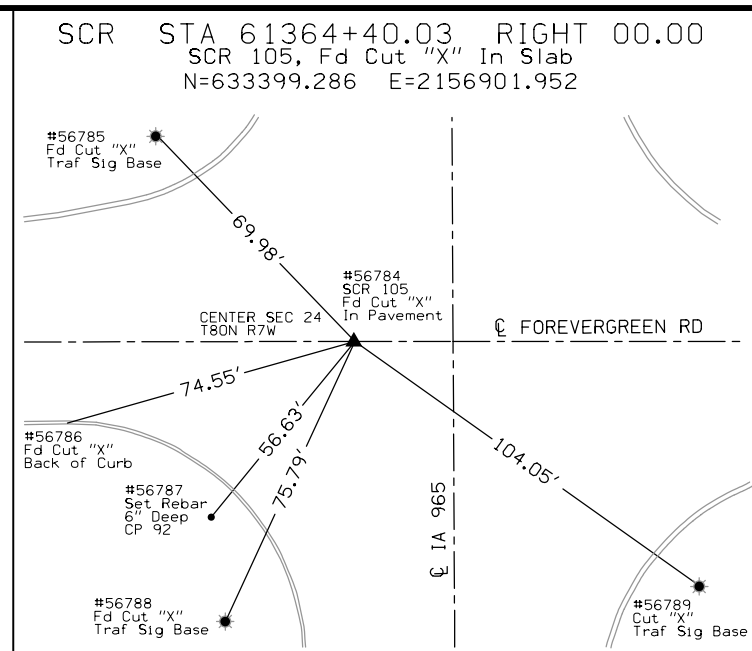 SCR STA 61364+40.03 RIGHT 00.00
SCR 105, Fd Cut "X" In Slab
N=633399.286 E=2156901.952
#56785
Fd Cut "X"
Traf Sig Base
69.98'
#56784
SCR 105
Fd Cut "X"
In Pavement
CENTER SEC 24
T80N R7W
℄ FOREVERGREEN RD
74.55'
56.63'
75.79'
104.05'
#56786
Fd Cut "X"
Back of Curb
#56787
Set Rebar
6" Deep
CP 92
℄ IA 965
#56788
Fd Cut "X"
Traf Sig Base
#56789
Cut "X"
Traf Sig Base